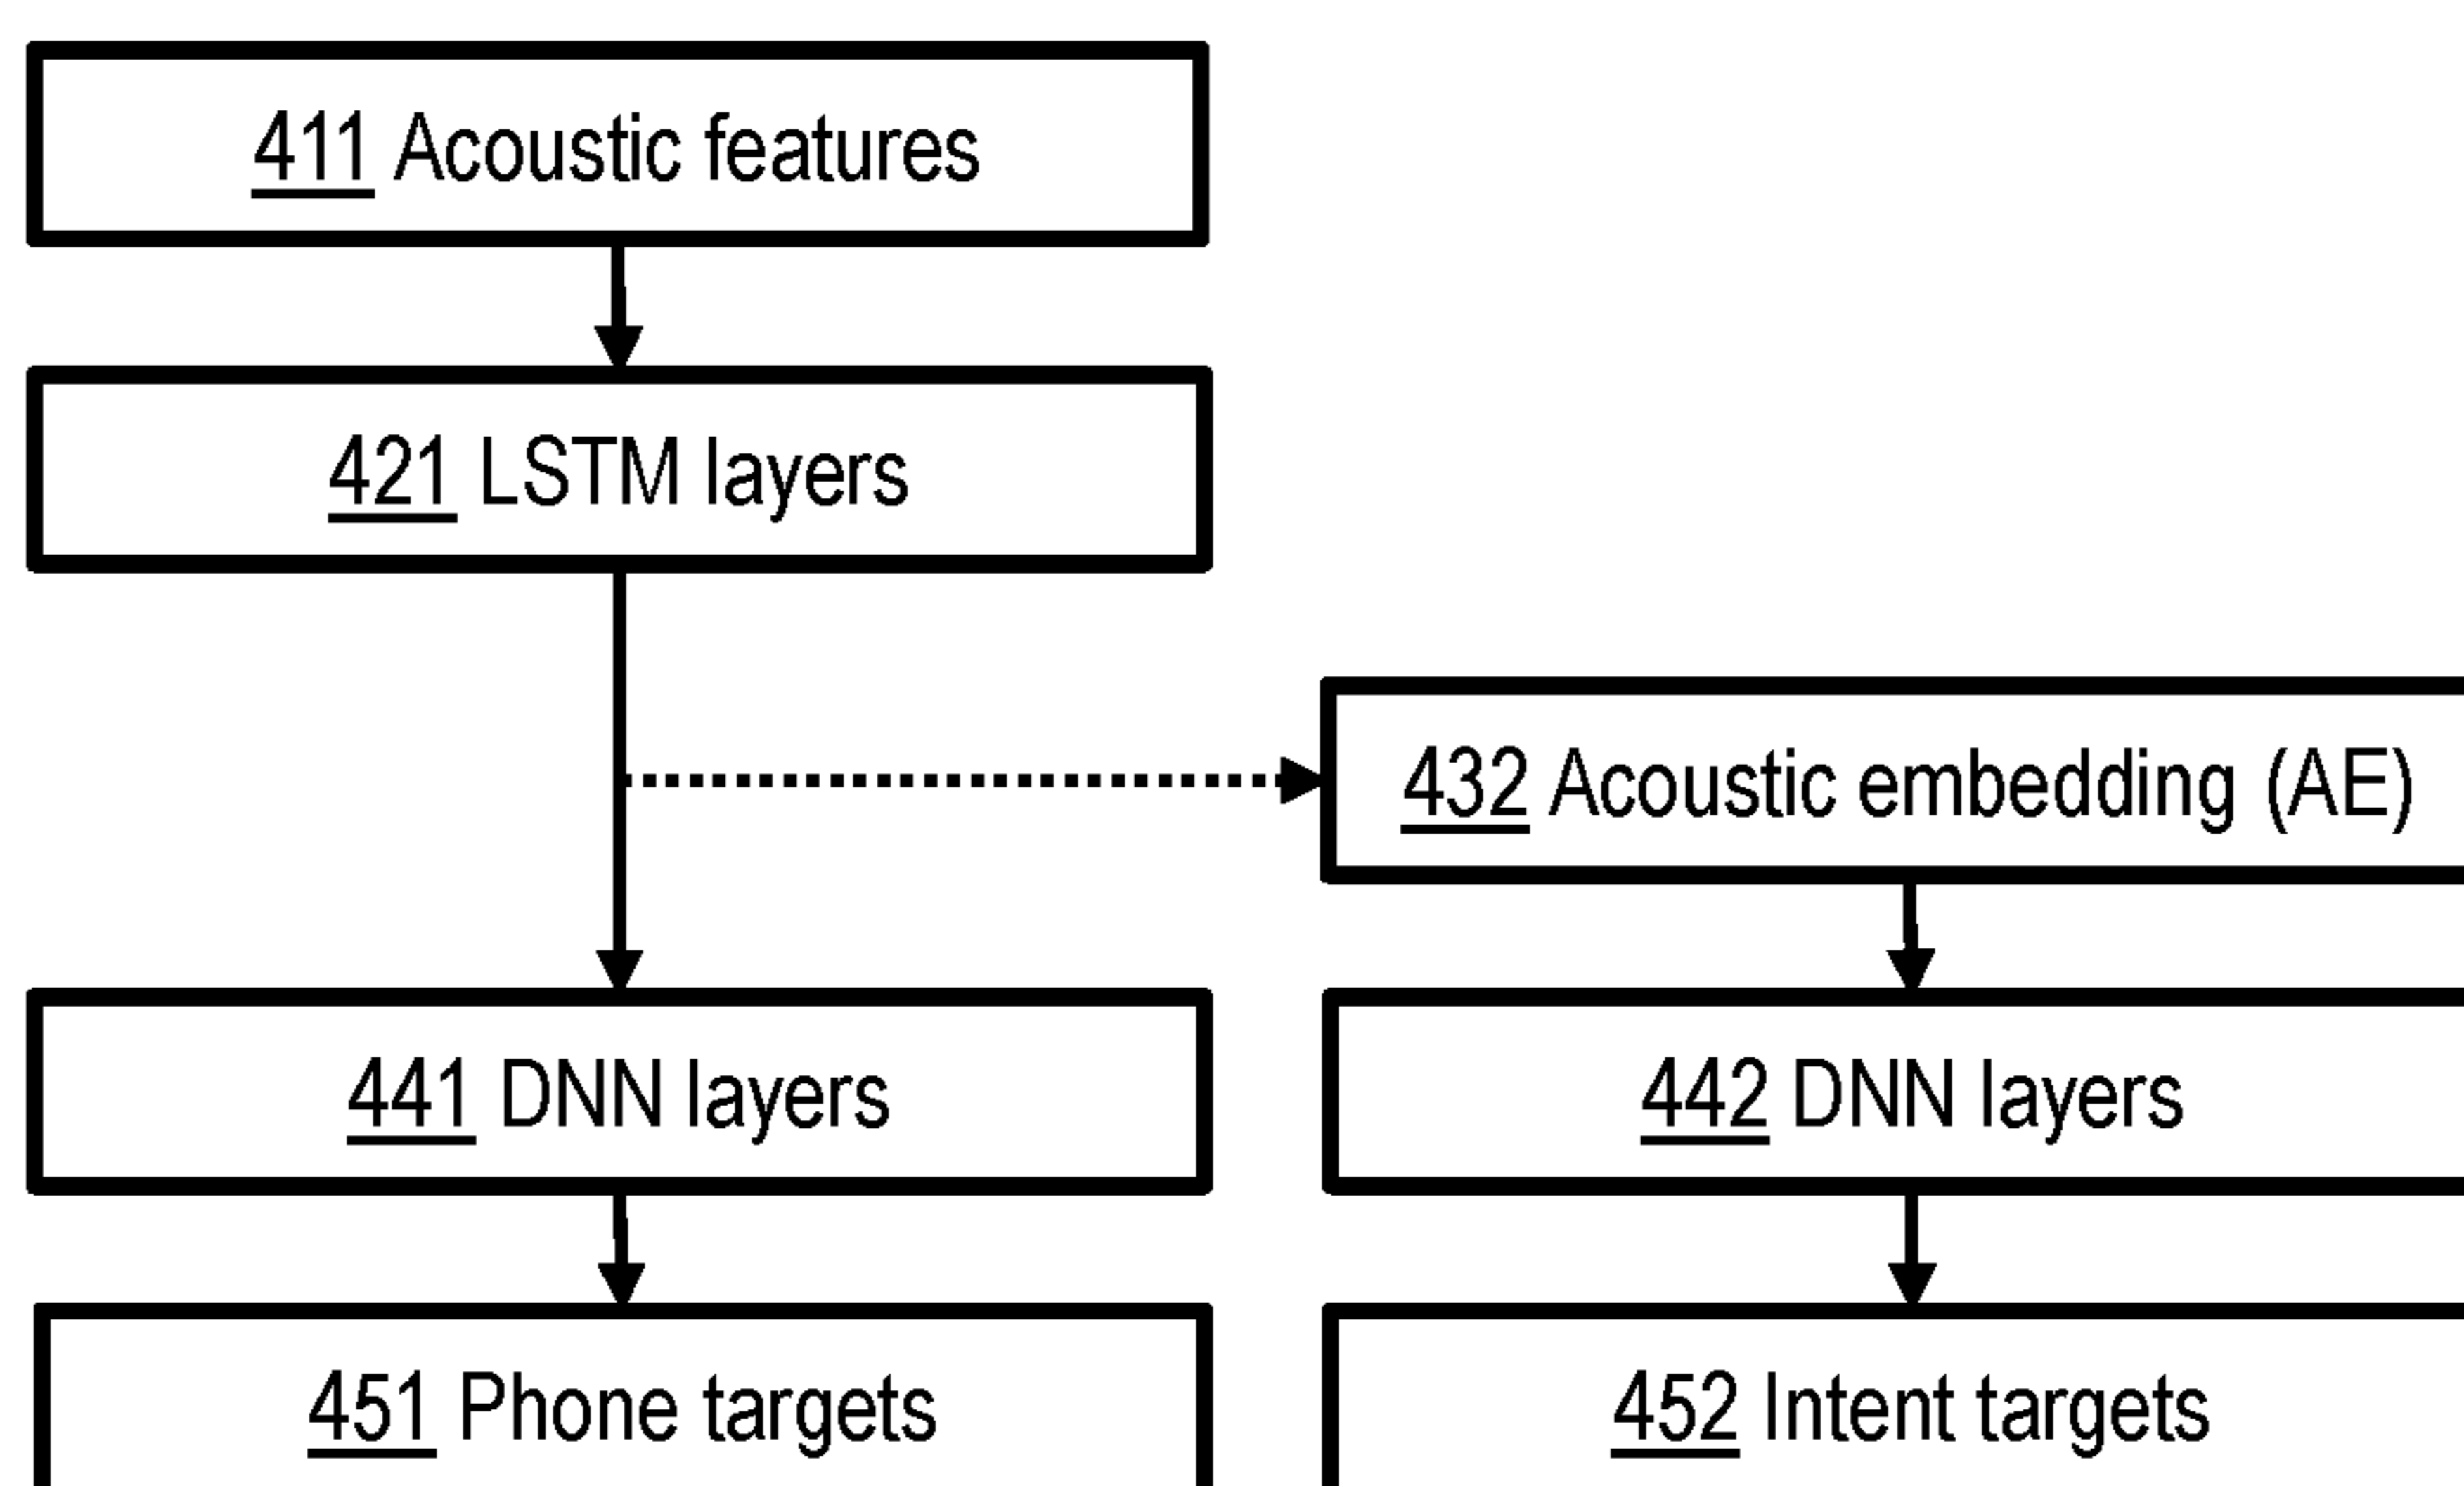 411 Acoustic features
421 LSTM layers
432 Acoustic embedding (AE)
441 DNN layers
442 DNN layers
451 Phone targets
452 Intent targets